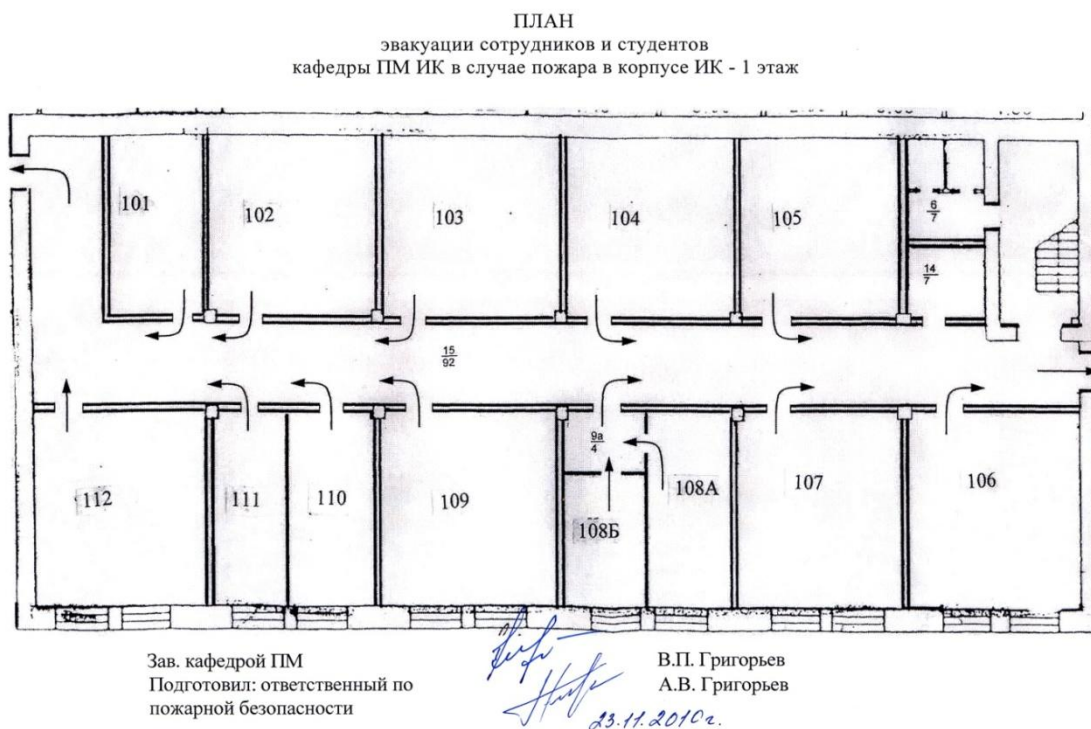 ПЛАН
эвакуации сотрудников и студентов
кафедры ПМ ИК в случае пожара в корпусе ИК - 1 этаж
101
102
103
104
105
6
7
14
7
15
92
9а
4
112
111
110
109
108Б
108А
107
106
Зав. кафедрой ПМ
В.П. Григорьев
Подготовил: ответственный по
А.В. Григорьев
пожарной безопасности
23.11.2010г.